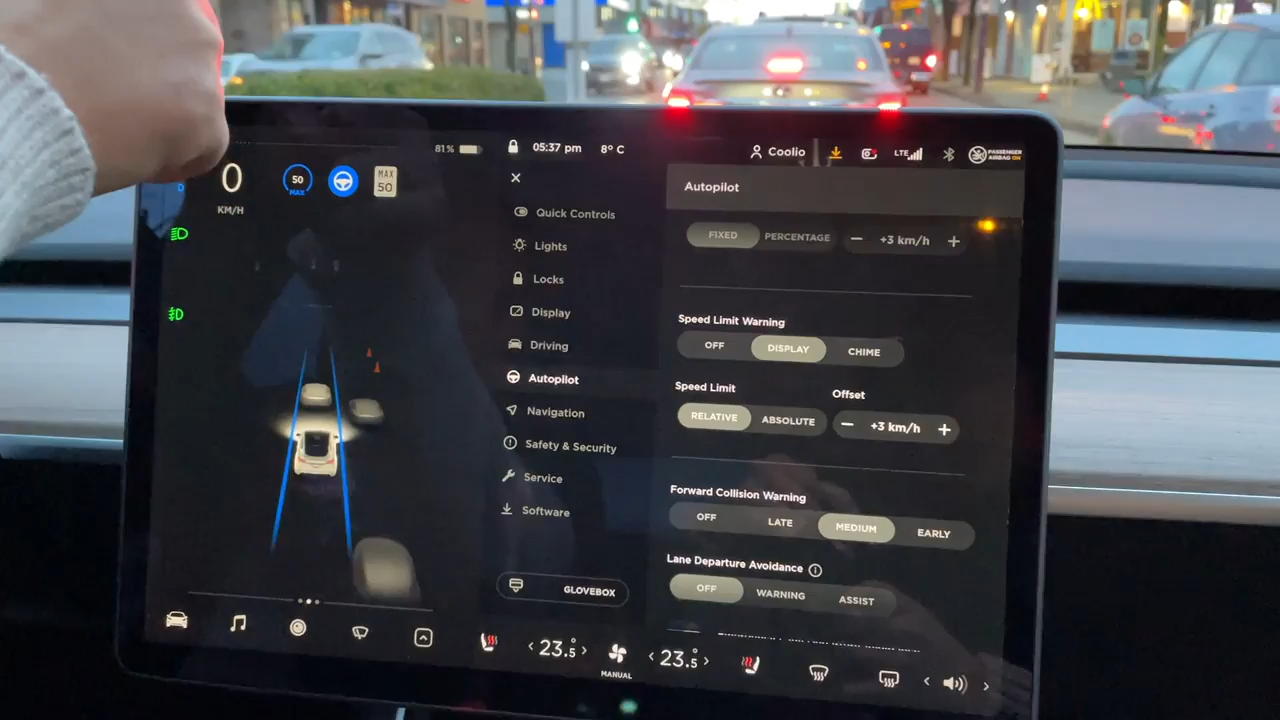 81%
05:37 pm
8° C
Coolio
LTE
PASSENGER
AIRBAG ON
D
0
KM/H
50
MAX
MAX
50
Autopilot
Quick Controls
Lights
Locks
Display
Driving
Autopilot
Navigation
Safety & Security
Service
Software
GLOVEBOX
FIXED
PERCENTAGE
− +3 km/h +
Speed Limit Warning
OFF
DISPLAY
CHIME
Speed Limit
Offset
RELATIVE
ABSOLUTE
− +3 km/h +
Forward Collision Warning
OFF
LATE
MEDIUM
EARLY
Lane Departure Avoidance
OFF
WARNING
ASSIST
< 23.5° >
MANUAL
< 23.5° >